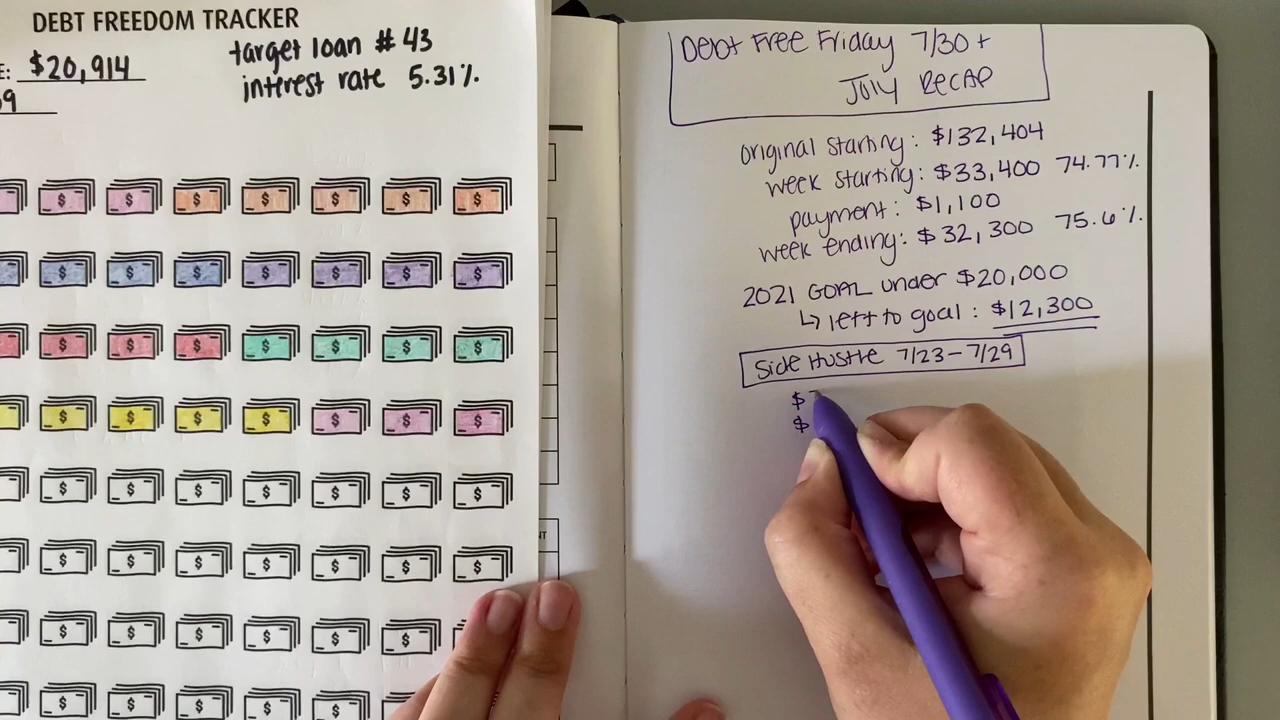 DEBT FREEDOM TRACKER
E: $20,914
target loan # 43
interest rate 5.31%
9
NT
Debt Free Friday 7/30 +
July RECAP
original starting: $132,404
week starting: $33,400 74.77%
payment: $1,100
week ending: $32,300 75.6%
2021 GOAL under $20,000
↳ left to goal: $12,300
Side Hustle 7/23-7/29
$
$